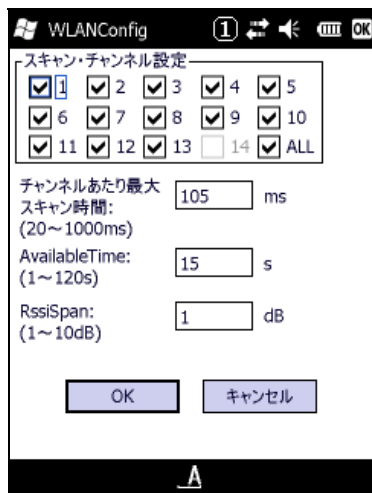 WLANConfig 1 OK
スキャン・チャンネル設定
1 2 3 4 5
6 7 8 9 10
11 12 13 14 ALL
チャンネルあたり最大
スキャン時間:
(20～1000ms)
105 ms
AvailableTime:
(1～120s)
15 s
RssiSpan:
(1～10dB)
1 dB
OK キャンセル
A